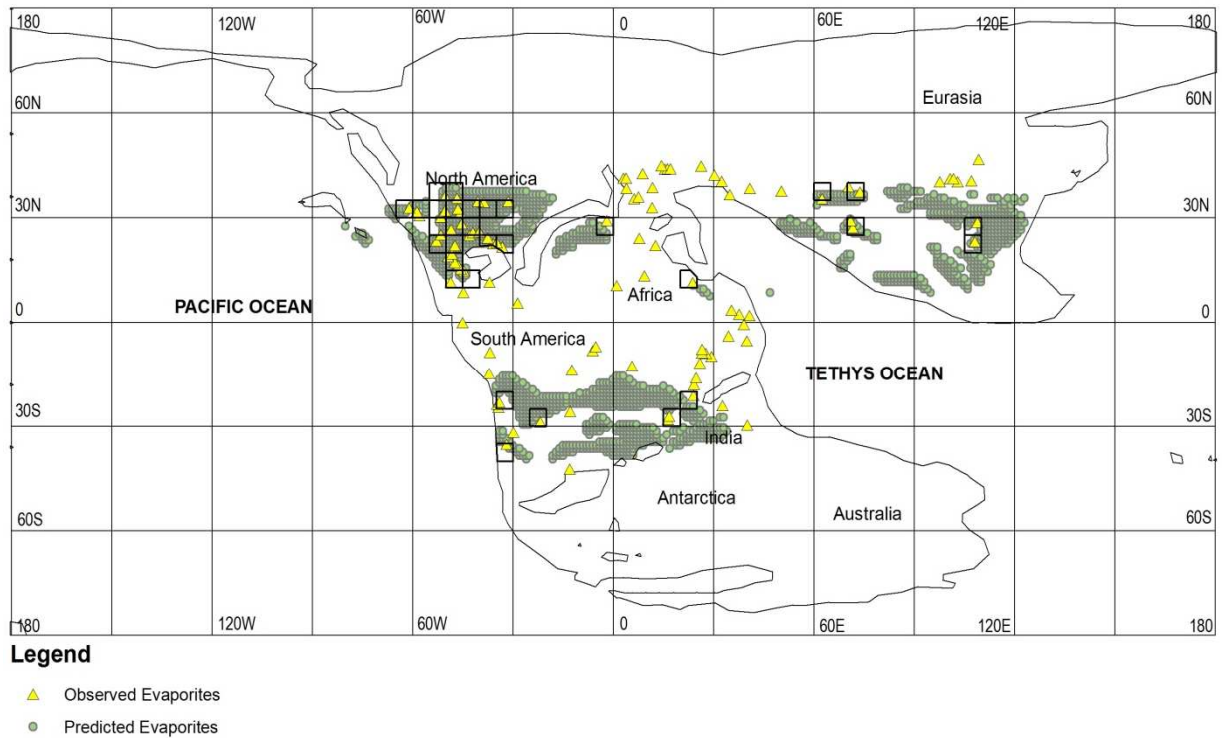 180 120W 60W 0 60E 120E 180
60N Eurasia 60N
North America
30N 30N
PACIFIC OCEAN Africa
0 0
South America
TETHYS OCEAN
30S 30S
India
Antarctica
Australia
60S 60S
180 120W 60W 0 60E 120E 180
Legend
Observed Evaporites
Predicted Evaporites